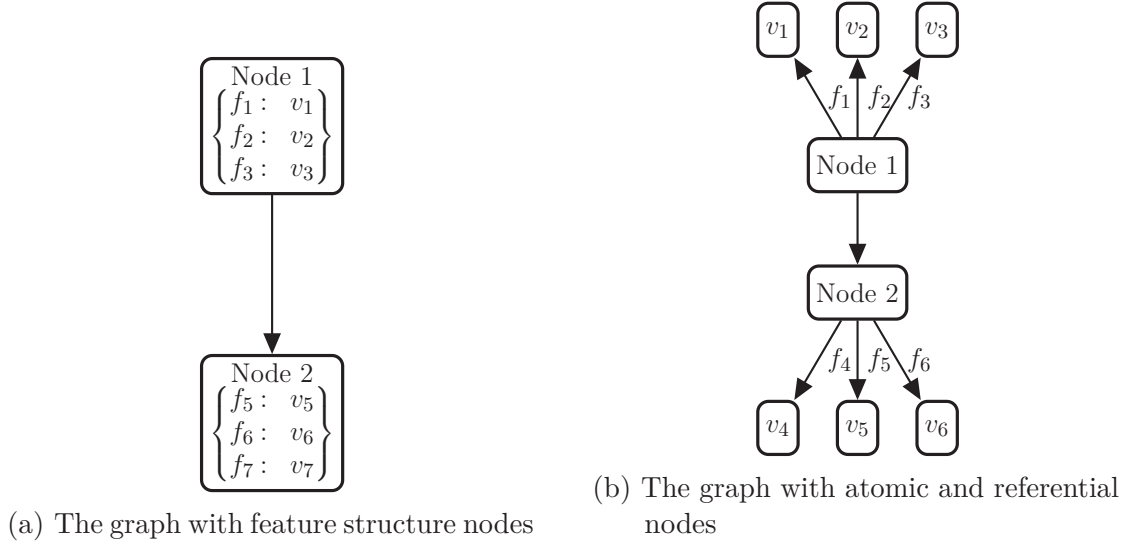 Node 1
f1 : v1
f2 : v2
f3 : v3
Node 2
f5 : v5
f6 : v6
f7 : v7
(a) The graph with feature structure nodes
v1 v2 v3
f1 f2 f3
Node 1
Node 2
f4 f5 f6
v4 v5 v6
(b) The graph with atomic and referential
nodes